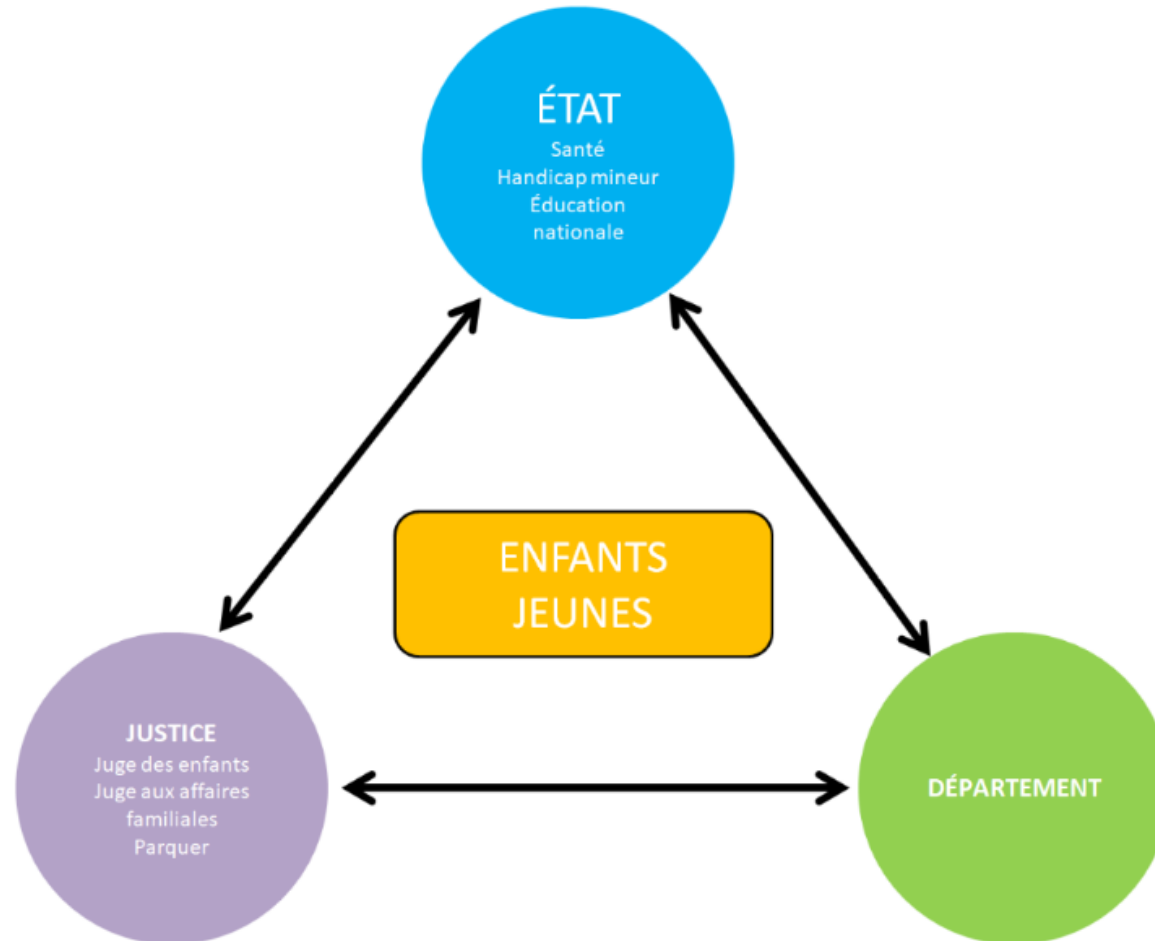 ÉTAT
Santé
Handicap mineur
Éducation
nationale
ENFANTS
JEUNES
JUSTICE
Juge des enfants
Juge aux affaires
familiales
Parquer
DÉPARTEMENT